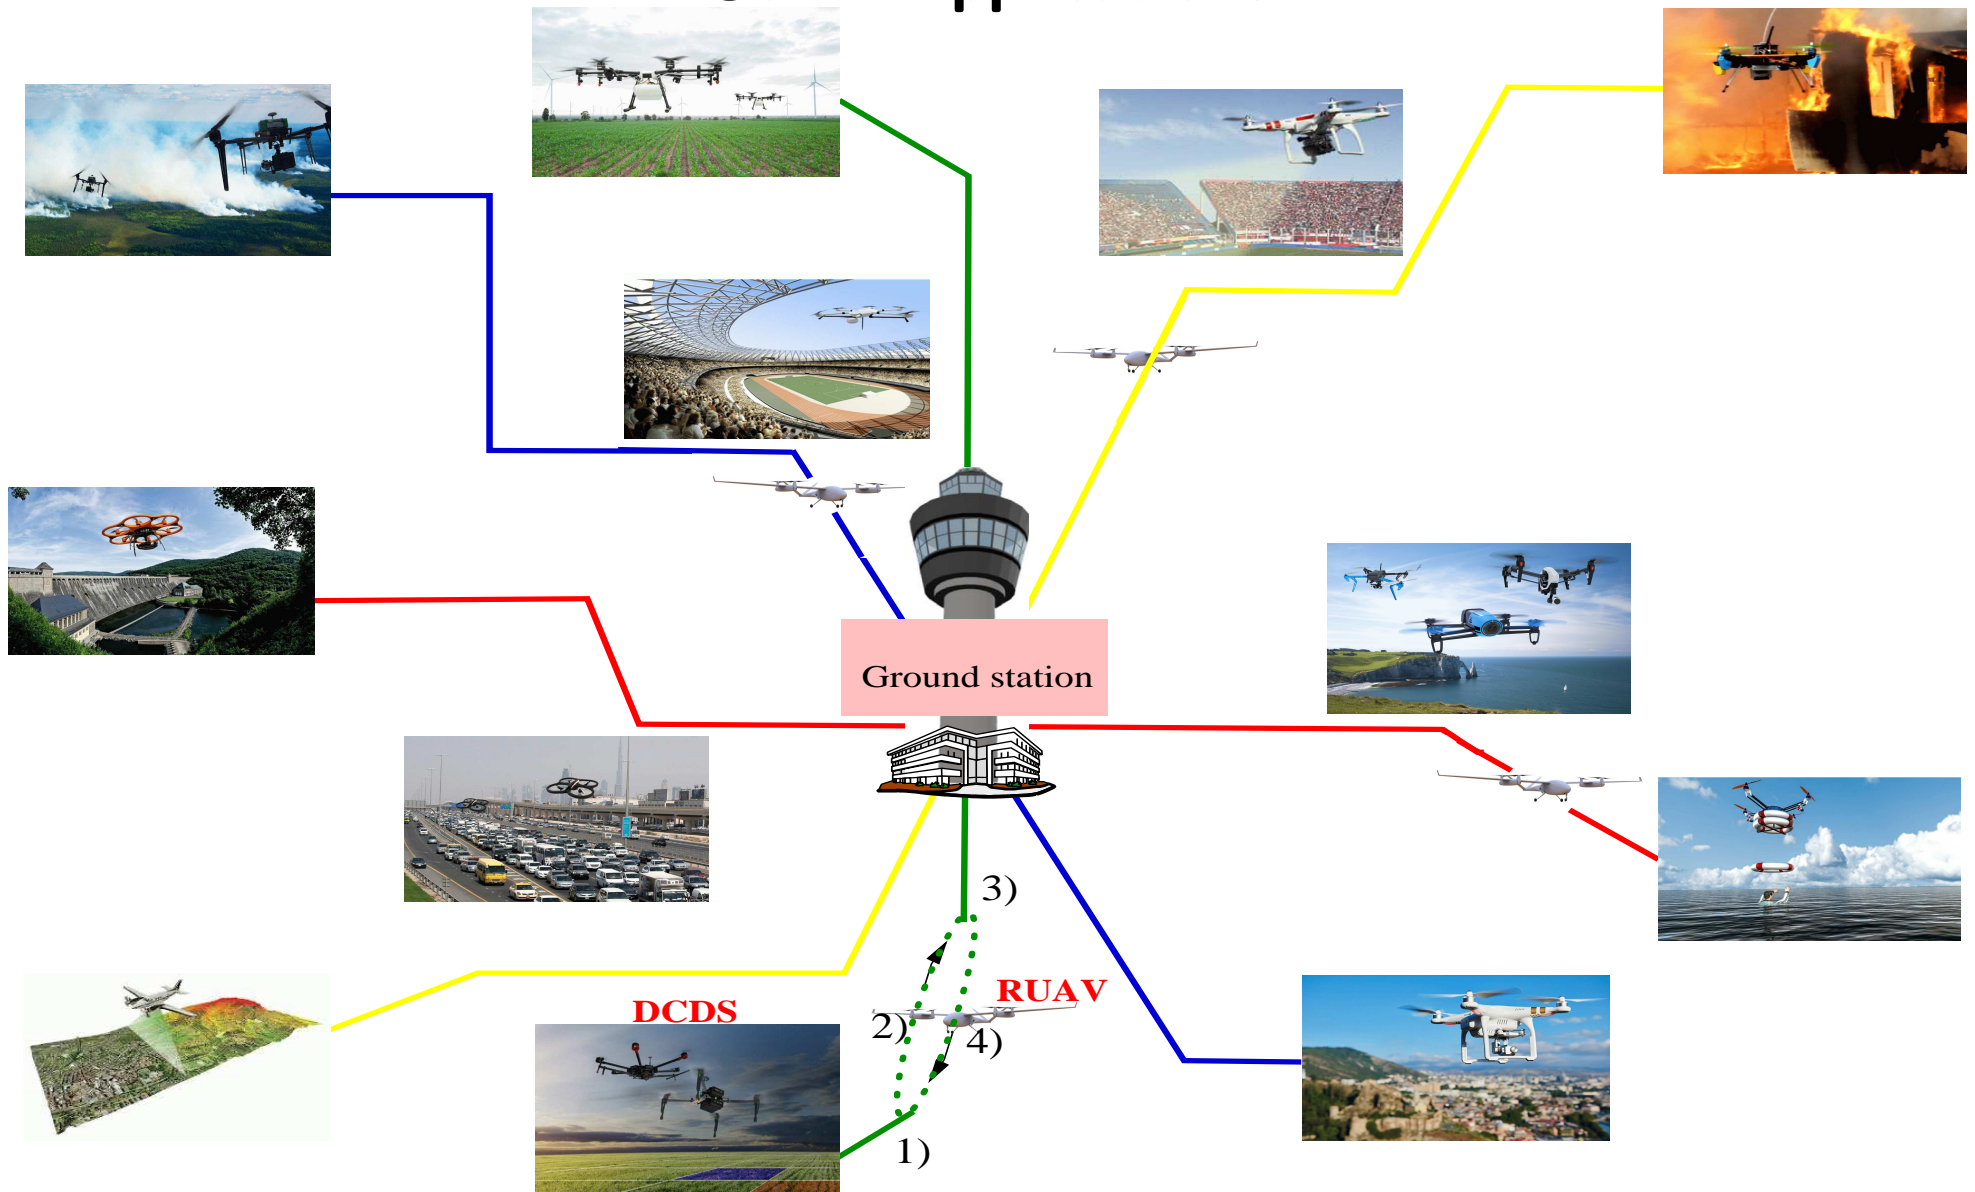 Ground station
3)
RUAV
DCDS
2)
4)
1)